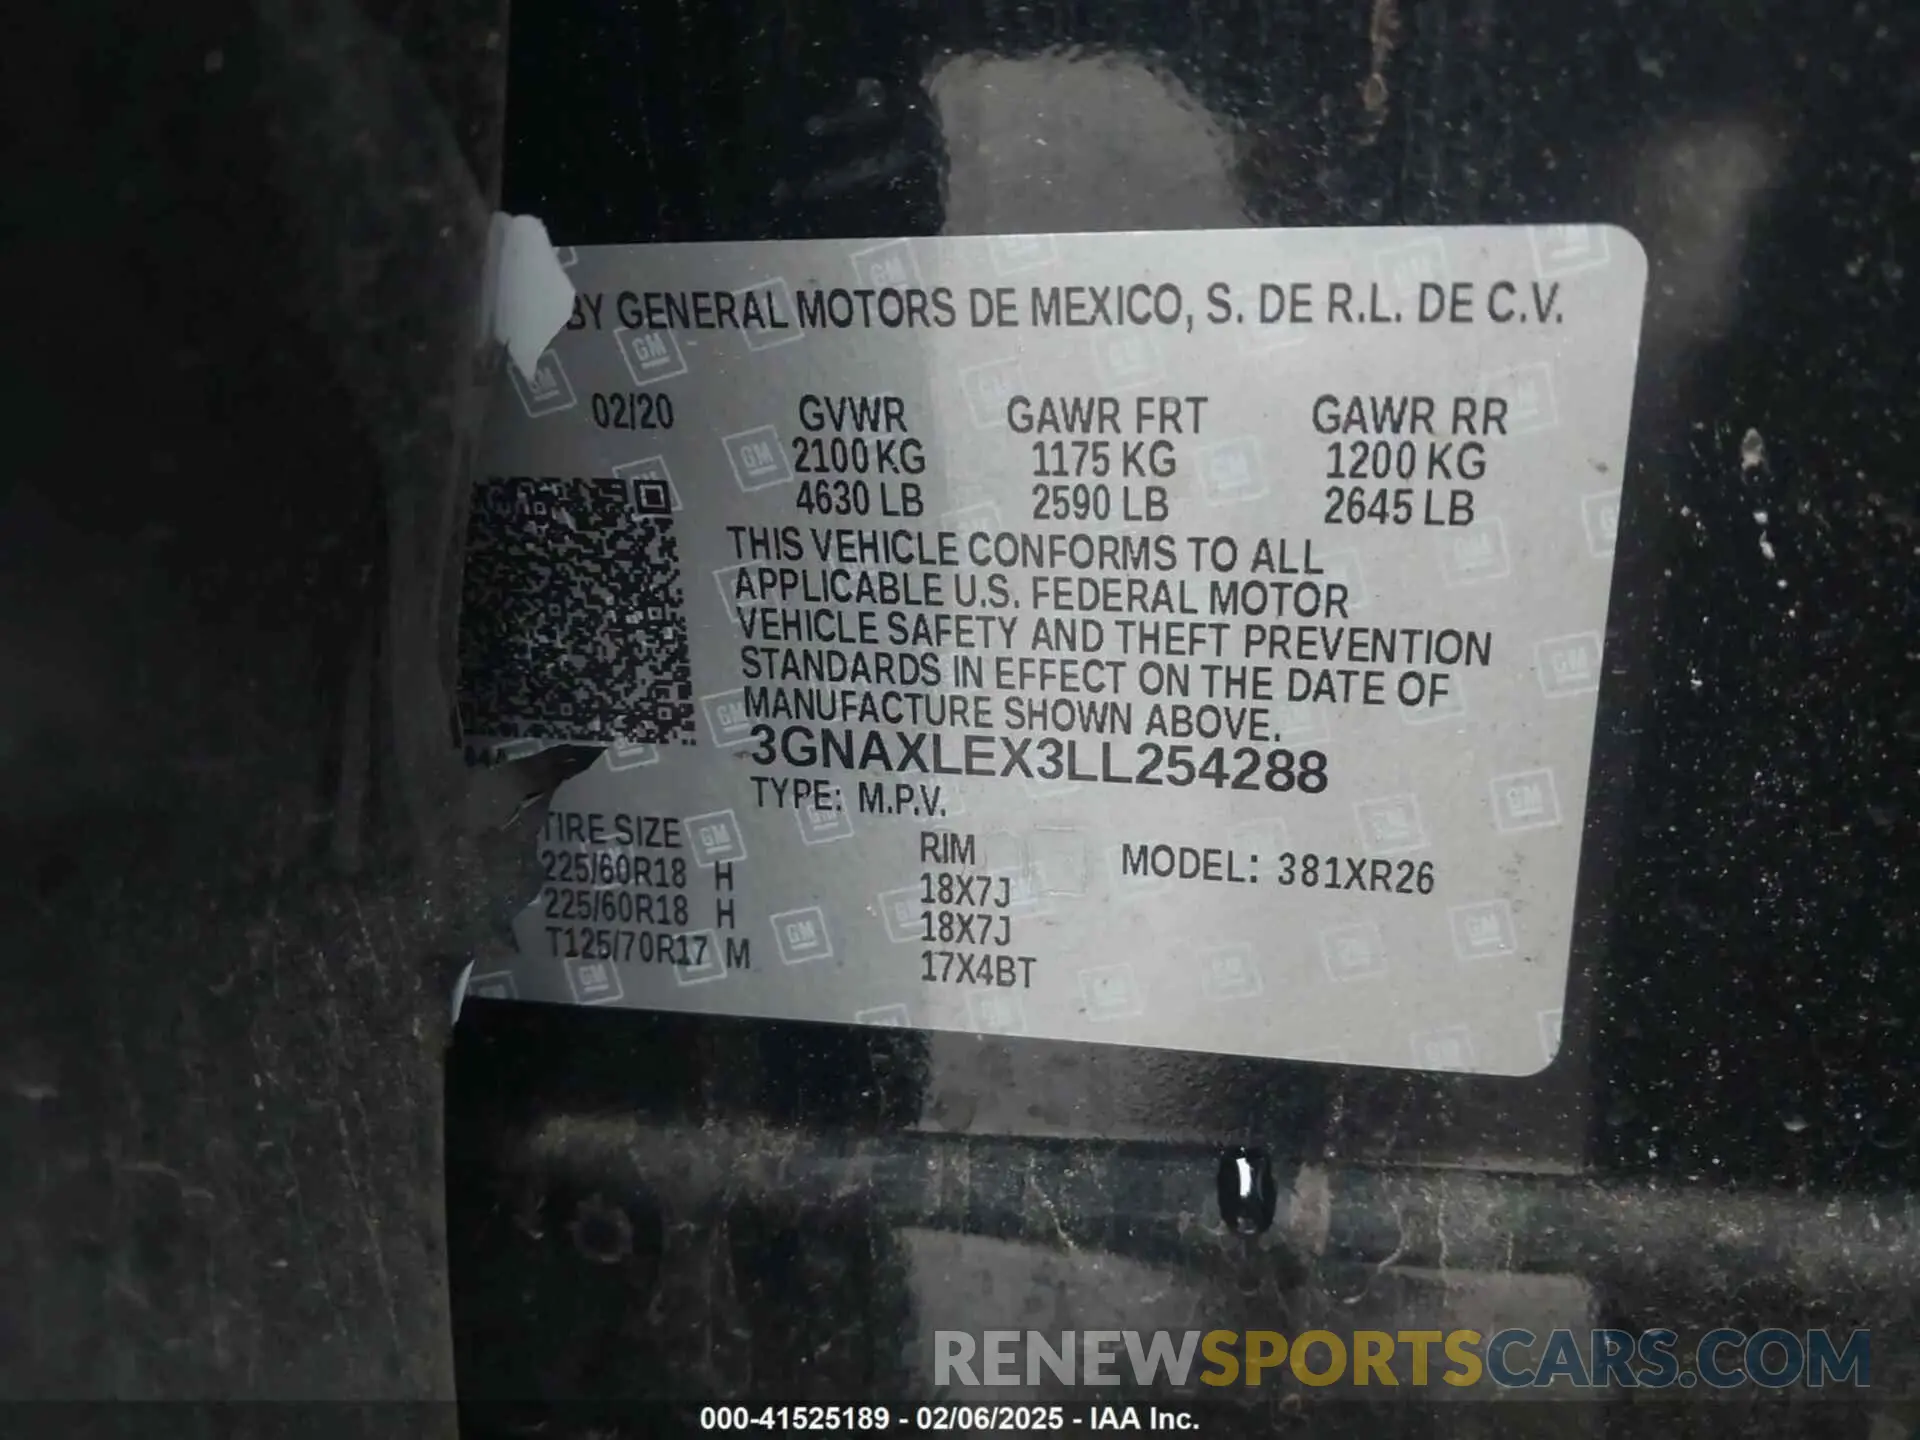 BY GENERAL MOTORS DE MEXICO, S. DE R.L. DE C.V.
02/20 GVWR GAWR FRT GAWR RR
2100 KG 1175 KG 1200 KG
4630 LB 2590 LB 2645 LB
THIS VEHICLE CONFORMS TO ALL
APPLICABLE U.S. FEDERAL MOTOR
VEHICLE SAFETY AND THEFT PREVENTION
STANDARDS IN EFFECT ON THE DATE OF
MANUFACTURE SHOWN ABOVE.
3GNAXLEX3LL254288
TYPE: M.P.V.
TIRE SIZE RIM MODEL: 381XR26
225/60R18 H 18X7J
225/60R18 H 18X7J
T125/70R17 M 17X4BT
RENEWSPORTSCARS.COM
000-41525189 - 02/06/2025 - IAA Inc.